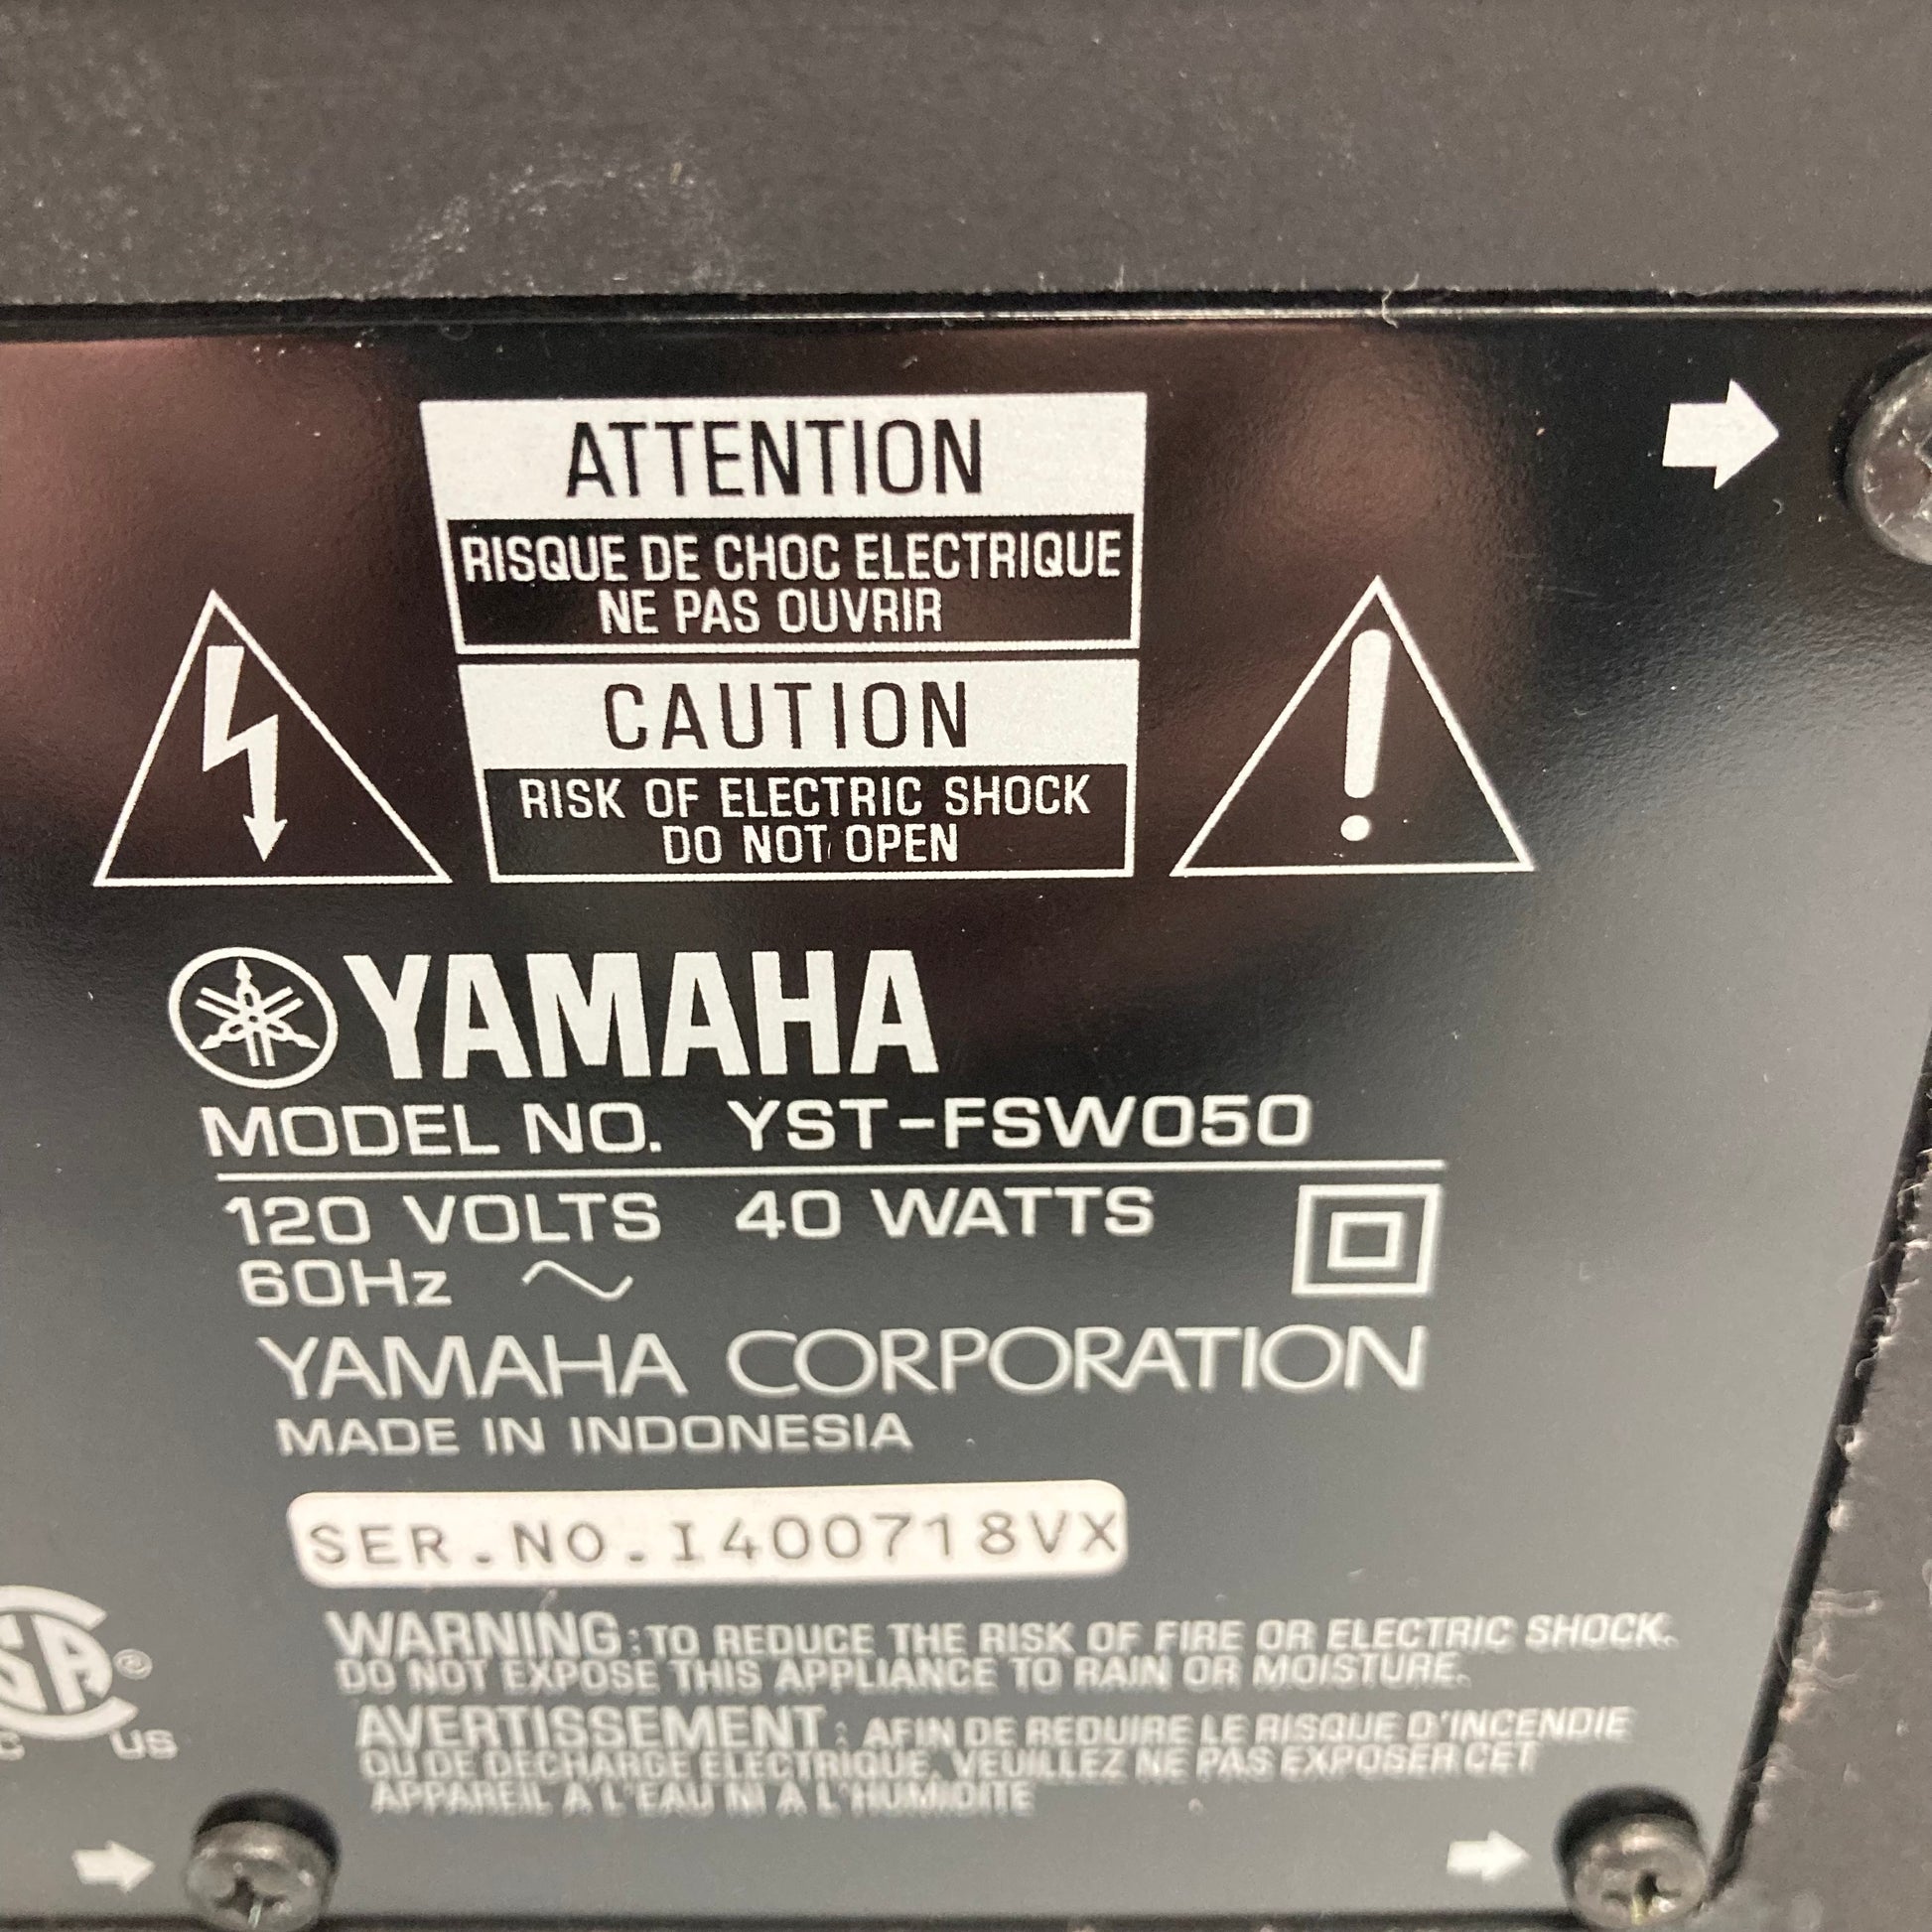 ATTENTION
RISQUE DE CHOC ELECTRIQUE
NE PAS OUVRIR
CAUTION
RISK OF ELECTRIC SHOCK
DO NOT OPEN
YAMAHA
MODEL NO. YST-FSW050
120 VOLTS 40 WATTS
60Hz ~
YAMAHA CORPORATION
MADE IN INDONESIA
SER.NO.I400718VX
WARNING: TO REDUCE THE RISK OF FIRE OR ELECTRIC SHOCK.
DO NOT EXPOSE THIS APPLIANCE TO RAIN OR MOISTURE.
AVERTISSEMENT: AFIN DE REDUIRE LE RISQUE D'INCENDIE
OU DE DECHARGE ELECTRIQUE, VEUILLEZ NE PAS EXPOSER CET
APPAREIL A L'EAU NI A L'HUMIDITE
SA ®
C US